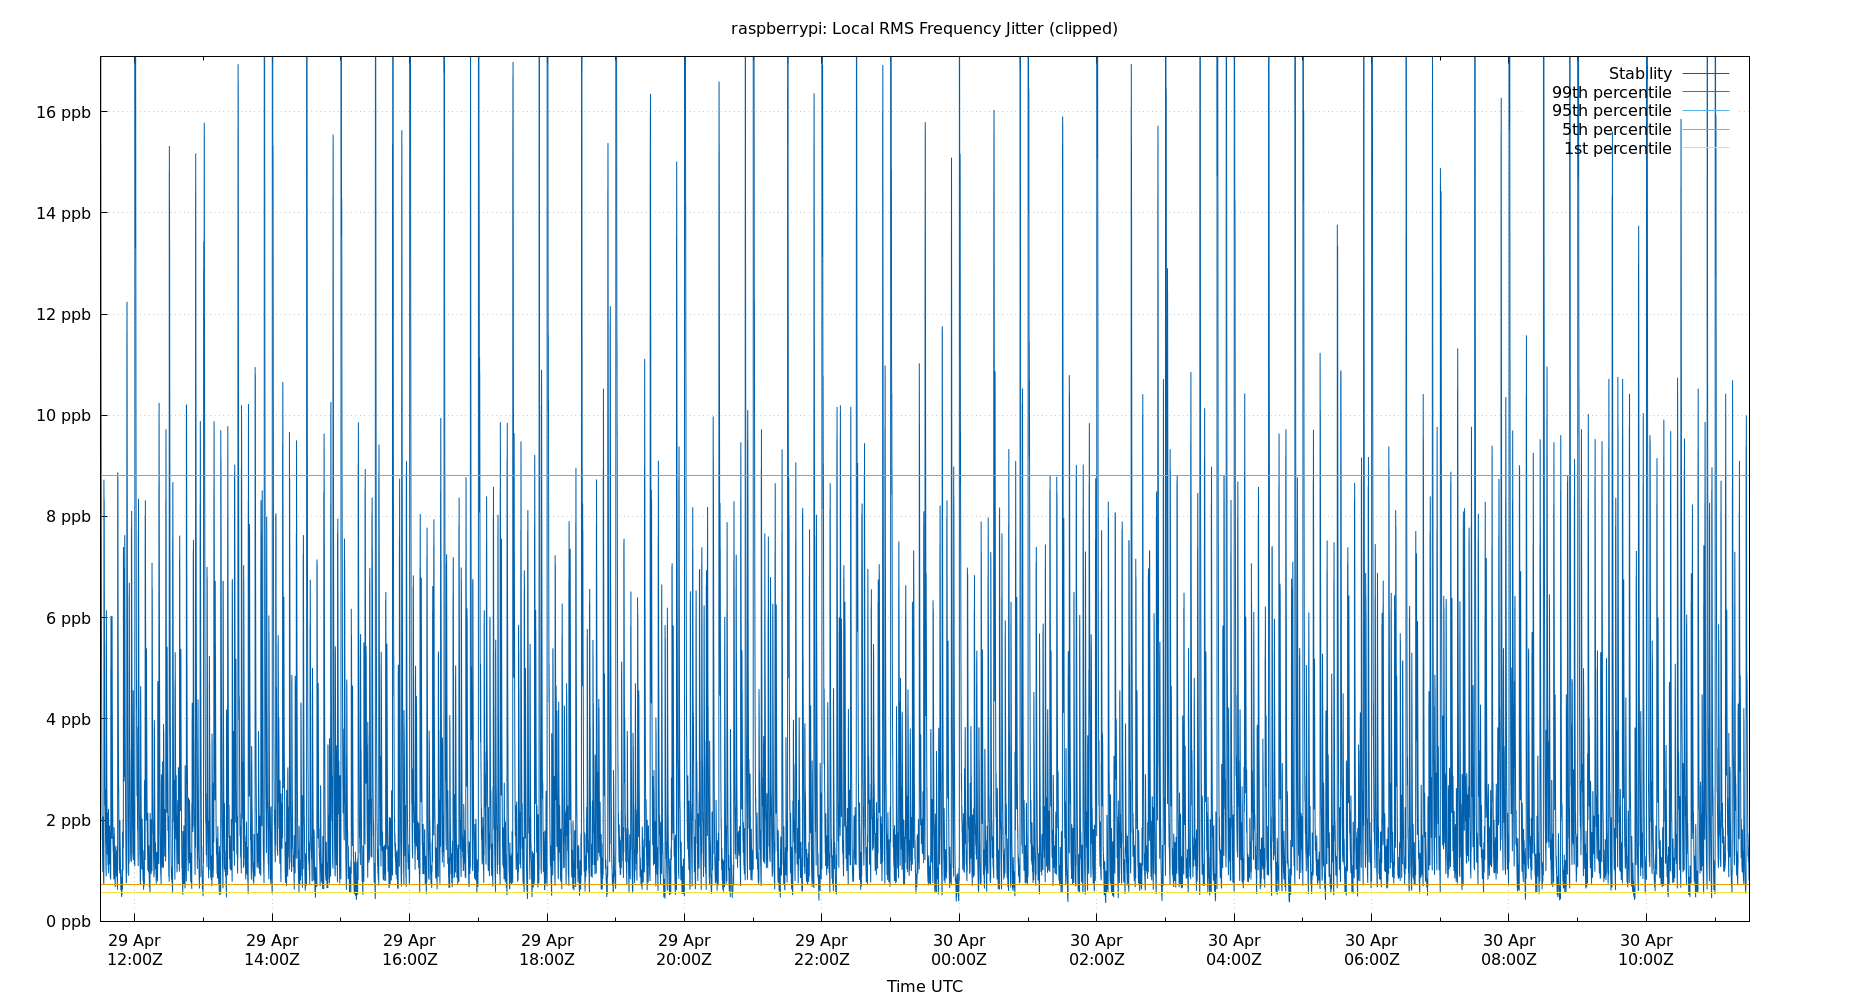 raspberrypi: Local RMS Frequency Jitter (clipped)
Stability
99th percentile
95th percentile
5th percentile
1st percentile
16 ppb
14 ppb
12 ppb
10 ppb
8 ppb
6 ppb
4 ppb
2 ppb
0 ppb
29 Apr 29 Apr 29 Apr 29 Apr 29 Apr 29 Apr 30 Apr 30 Apr 30 Apr 30 Apr 30 Apr 30 Apr
12:00Z 14:00Z 16:00Z 18:00Z 20:00Z 22:00Z 00:00Z 02:00Z 04:00Z 06:00Z 08:00Z 10:00Z
Time UTC